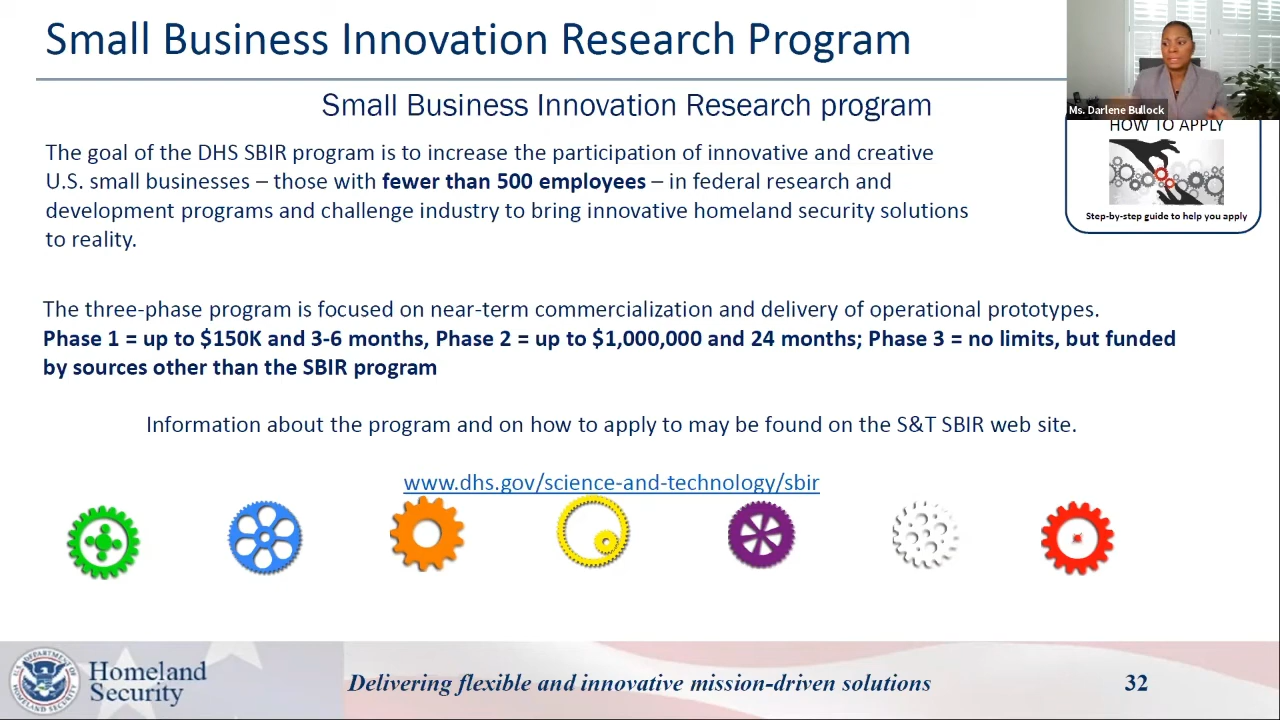 Small Business Innovation Research Program
Ms. Darlene Bullock
Small Business Innovation Research program
HOW TO APPLY
Step-by-step guide to help you apply
The goal of the DHS SBIR program is to increase the participation of innovative and creative
U.S. small businesses – those with fewer than 500 employees – in federal research and
development programs and challenge industry to bring innovative homeland security solutions
to reality.
The three-phase program is focused on near-term commercialization and delivery of operational prototypes.
Phase 1 = up to $150K and 3-6 months, Phase 2 = up to $1,000,000 and 24 months; Phase 3 = no limits, but funded
by sources other than the SBIR program
Information about the program and on how to apply to may be found on the S&T SBIR web site.
www.dhs.gov/science-and-technology/sbir
Homeland
Security
Delivering flexible and innovative mission-driven solutions
32